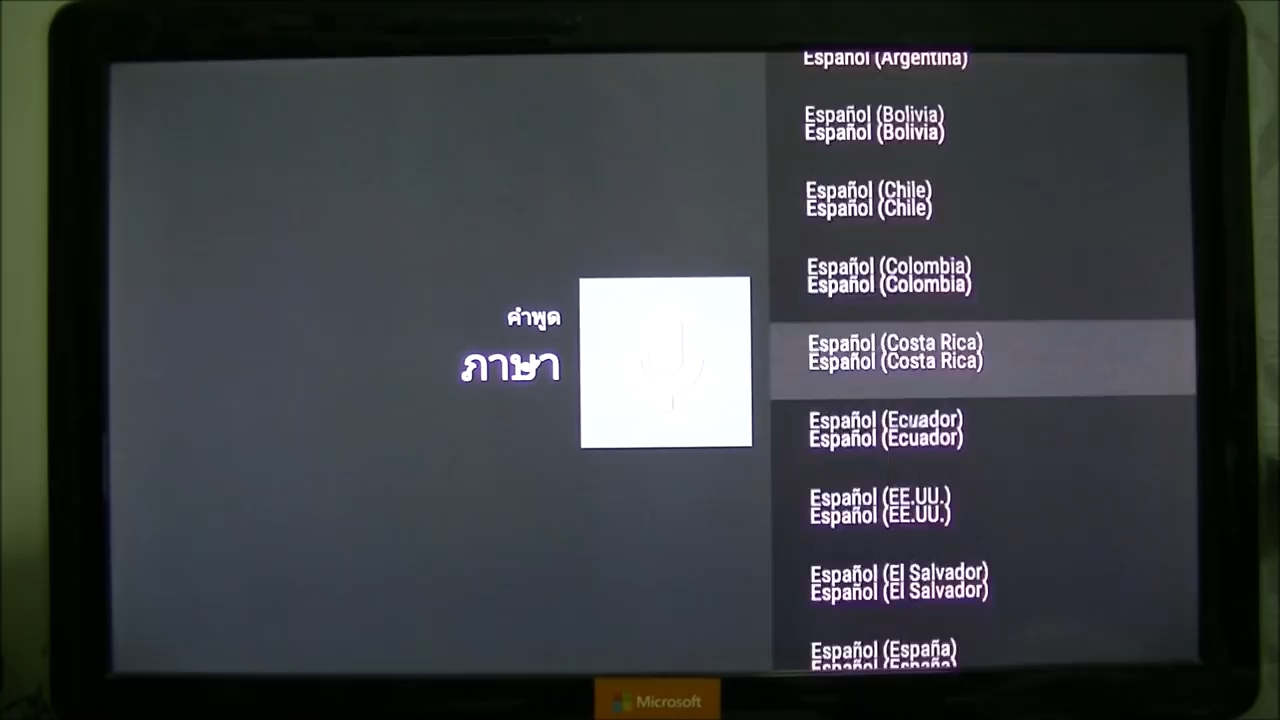 คำพูด
ภาษา
Español (Argentina)
Español (Bolivia)
Español (Bolivia)
Español (Chile)
Español (Chile)
Español (Colombia)
Español (Colombia)
Español (Costa Rica)
Español (Costa Rica)
Español (Ecuador)
Español (Ecuador)
Español (EE.UU.)
Español (EE.UU.)
Español (El Salvador)
Español (El Salvador)
Español (España)
Español (España)
Microsoft